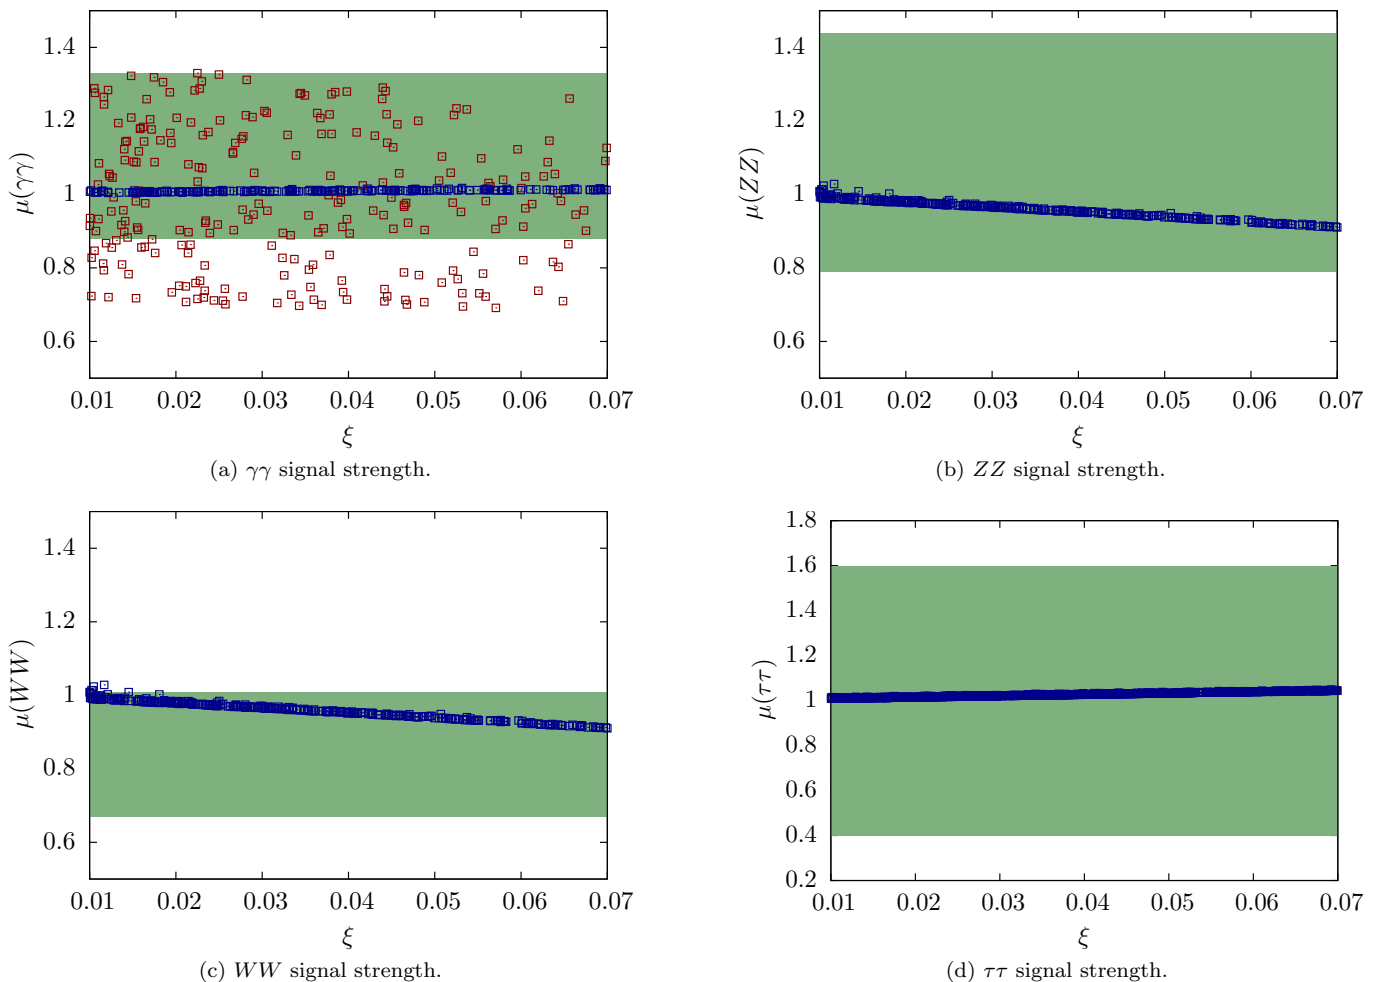 1.4
1.2
1
0.8
0.6
μ(γγ)
0.01 0.02 0.03 0.04 0.05 0.06 0.07
ξ
(a) γγ signal strength.
1.4
1.2
1
0.8
0.6
μ(ZZ)
0.01 0.02 0.03 0.04 0.05 0.06 0.07
ξ
(b) ZZ signal strength.
1.4
1.2
1
0.8
0.6
μ(WW)
0.01 0.02 0.03 0.04 0.05 0.06 0.07
ξ
(c) WW signal strength.
1.8
1.6
1.4
1.2
1
0.8
0.6
0.4
0.2
μ(ττ)
0.01 0.02 0.03 0.04 0.05 0.06 0.07
ξ
(d) ττ signal strength.